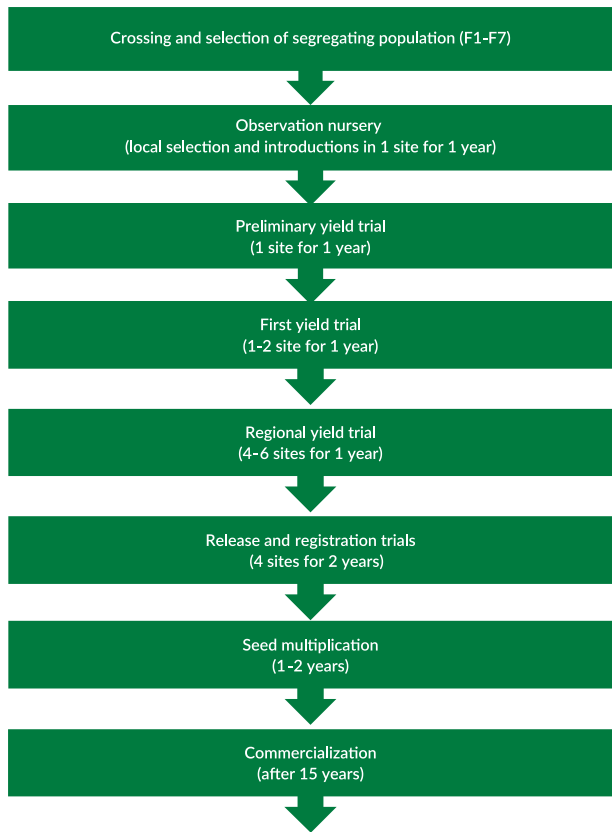 Crossing and selection of segregating population (F1-F7)
Observation nursery
(local selection and introductions in 1 site for 1 year)
Preliminary yield trial
(1 site for 1 year)
First yield trial
(1-2 site for 1 year)
Regional yield trial
(4-6 sites for 1 year)
Release and registration trials
(4 sites for 2 years)
Seed multiplication
(1-2 years)
Commercialization
(after 15 years)